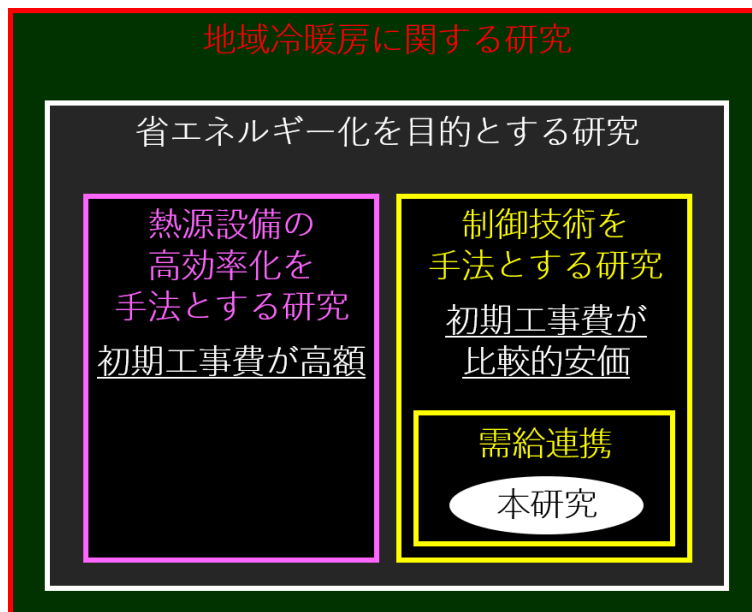 地域冷暖房に関する研究
省エネルギー化を目的とする研究
熱源設備の
高効率化を
手法とする研究
初期工事費が高額
制御技術を
手法とする研究
初期工事費が
比較的安価
需給連携
本研究